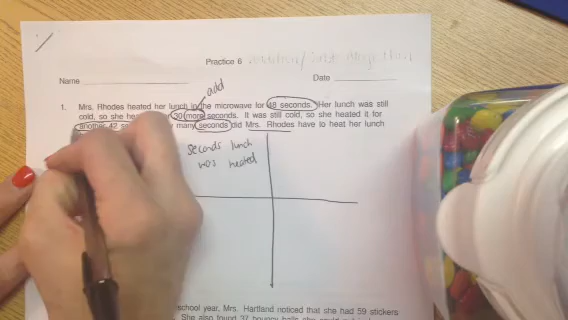 add
Practice 6
Name
Date
1. Mrs. Rhodes heated her lunch in the microwave for 48 seconds. Her lunch was still
cold, so she 30 more seconds. It was still cold, so she heated it for
another 42 many seconds did Mrs. Rhodes have to heat her lunch
seconds lunch
was heated
school year, Mrs. Hartland noticed that she had 59 stickers
She also found 37 bouncy balls she could